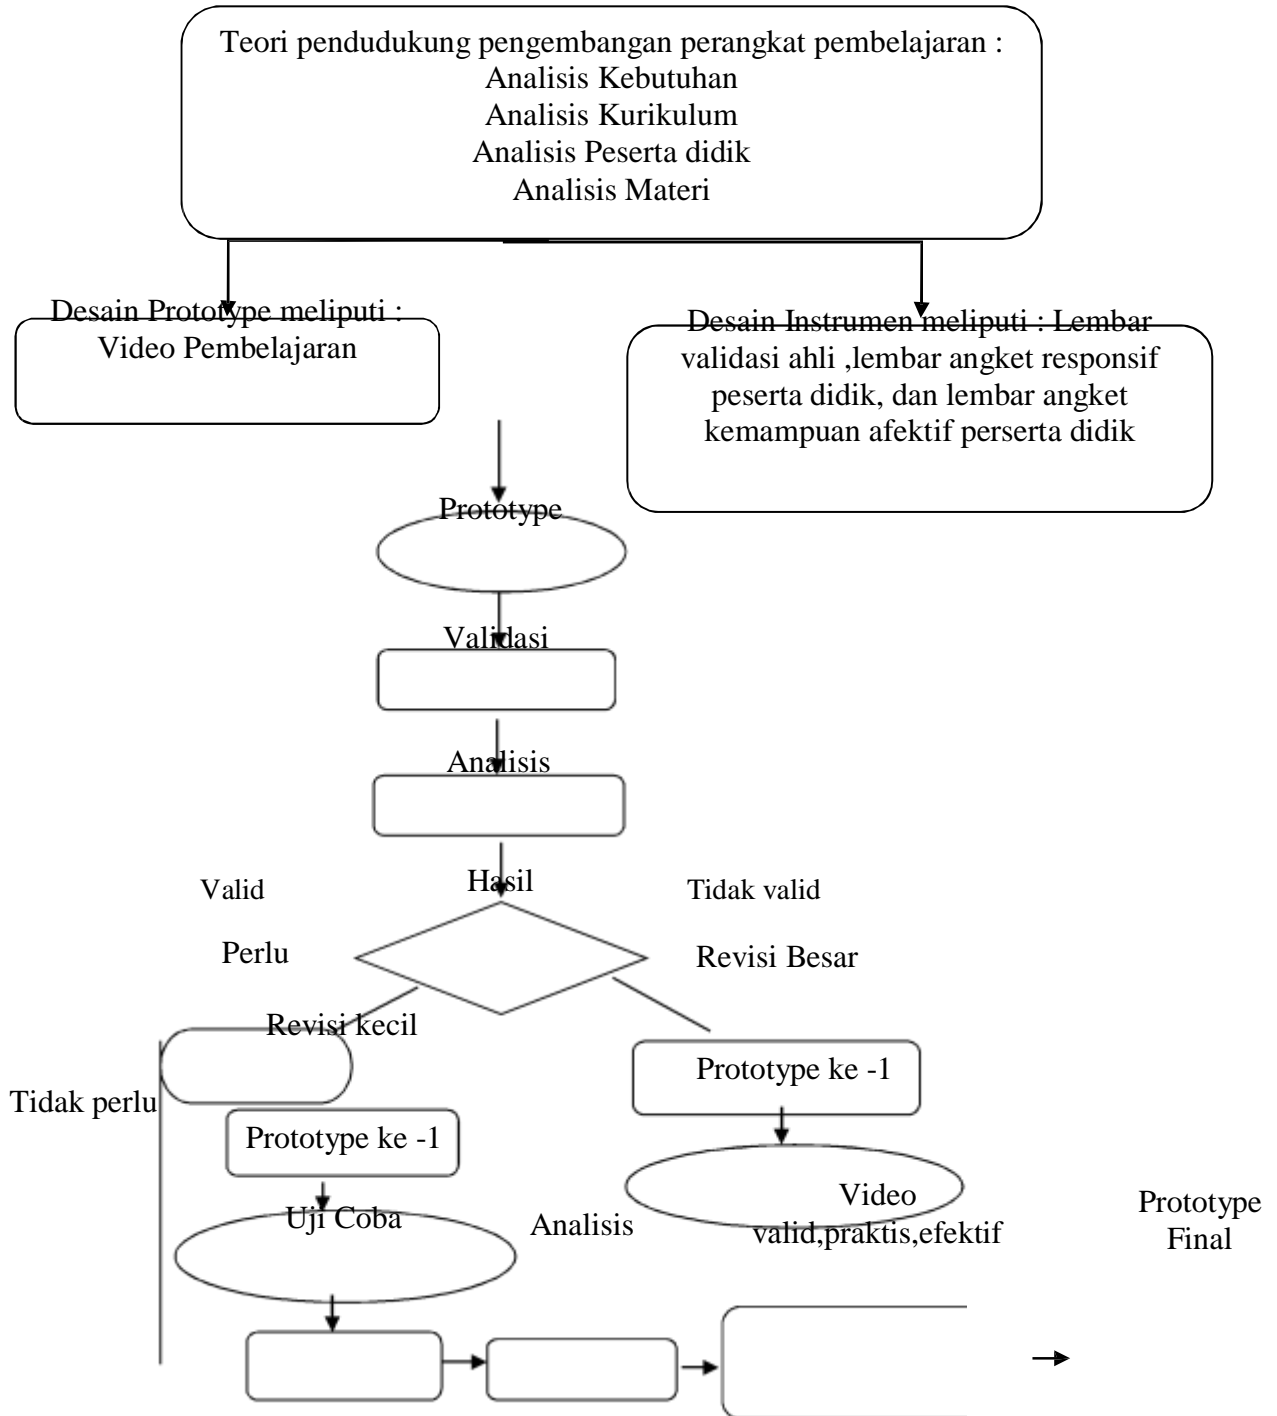 Teori pendudukung pengembangan perangkat pembelajaran :
Analisis Kebutuhan
Analisis Kurikulum
Analisis Peserta didik
Analisis Materi
Desain Prototype meliputi :
Video Pembelajaran
Desain Instrumen meliputi : Lembar
validasi ahli ,lembar angket responsif
peserta didik, dan lembar angket
kemampuan afektif perserta didik
Prototype
Validasi
Analisis
Hasil
Valid
Tidak valid
Perlu
Revisi Besar
Revisi kecil
Prototype ke -1
Tidak perlu
Prototype ke -1
Uji Coba
Analisis
Video
valid,praktis,efektif
Prototype
Final